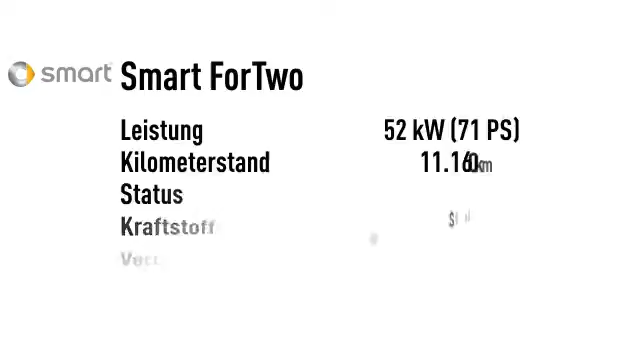 smart Smart ForTwo
Leistung 52 kW (71 PS)
Kilometerstand
Status
Kraftstoff